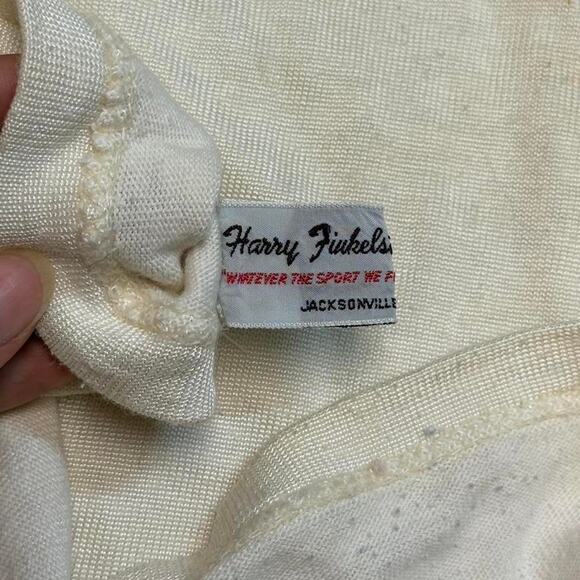 Harry Finkels
"WHATEVER THE SPORT WE
JACKSONVILLE